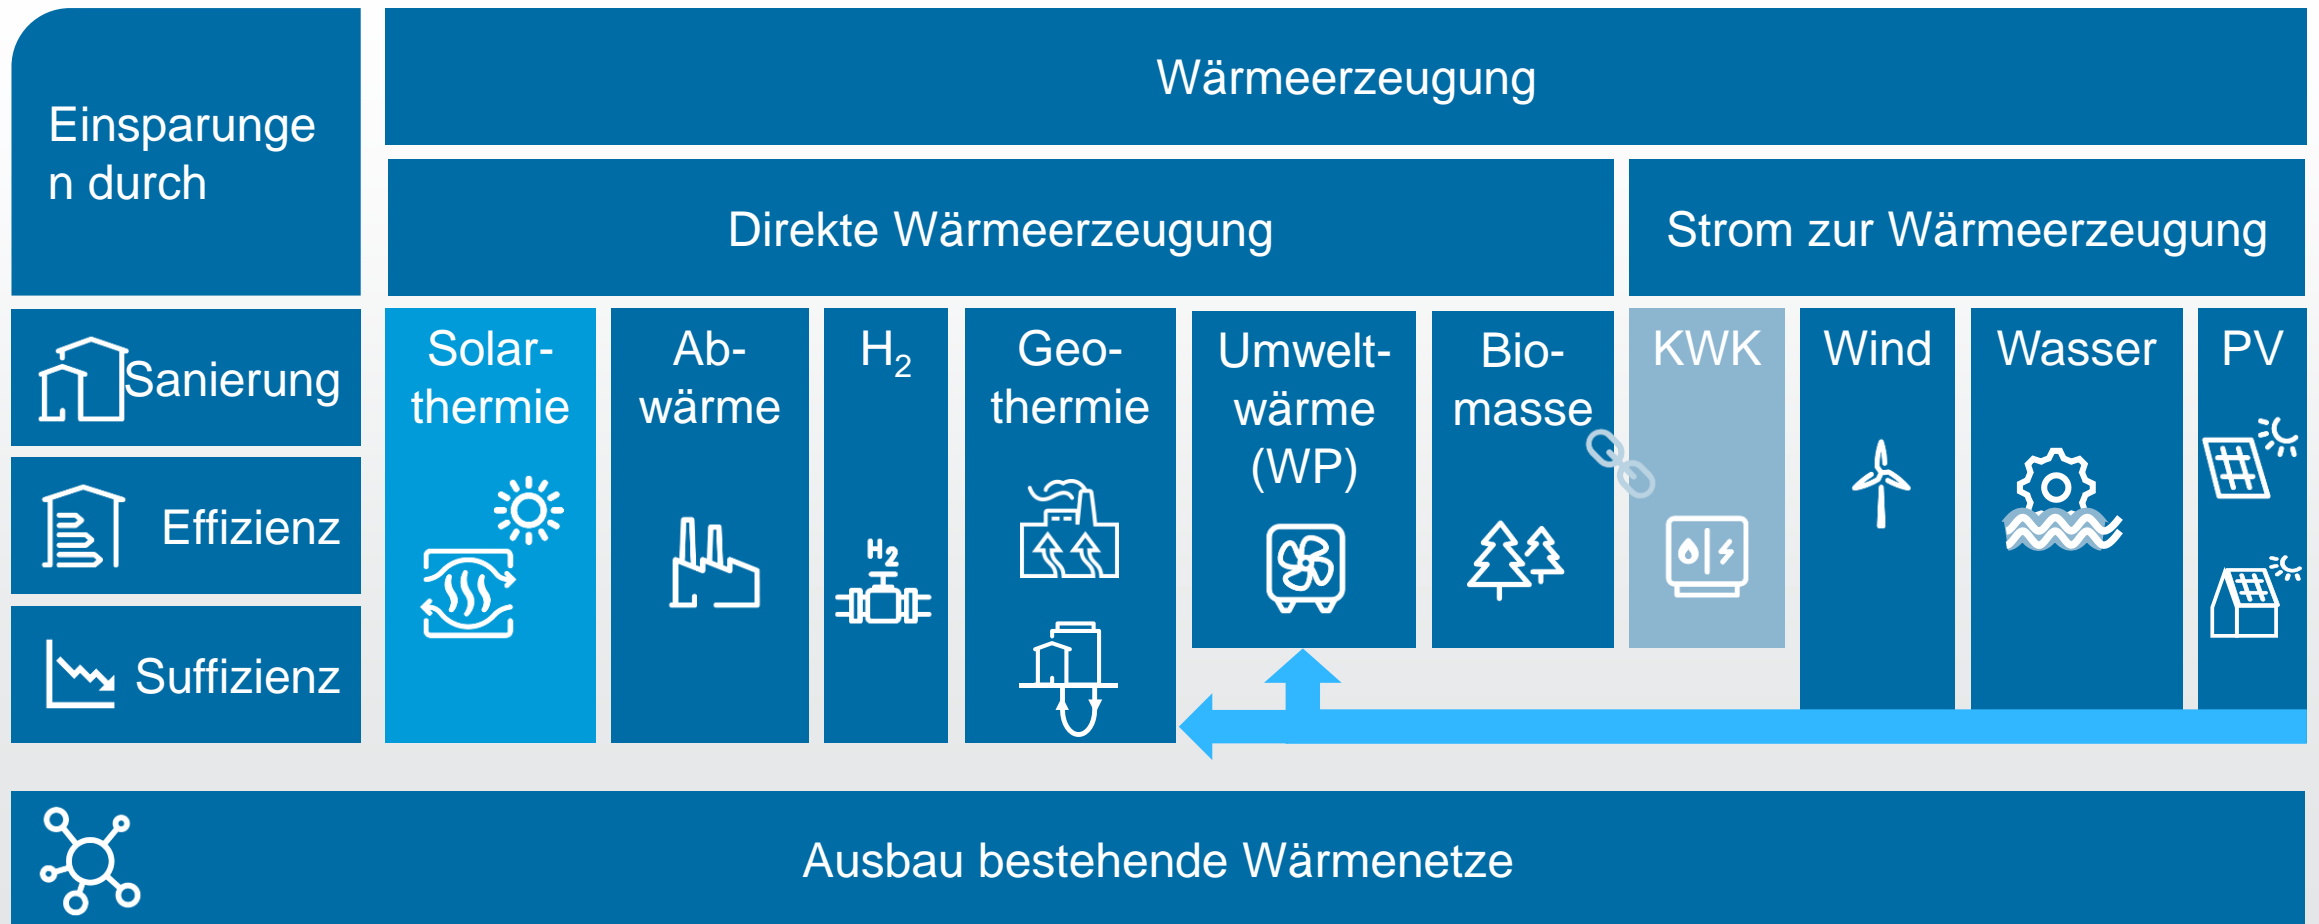 Einsparunge
n durch
Wärmeerzeugung
Direkte Wärmeerzeugung
Strom zur Wärmeerzeugung
Sanierung
Effizienz
Suffizienz
Solar-
thermie
Ab-
wärme
H₂
H₂
Geo-
thermie
Umwelt-
wärme
(WP)
Bio-
masse
KWK
Wind
Wasser
PV
Ausbau bestehende Wärmenetze